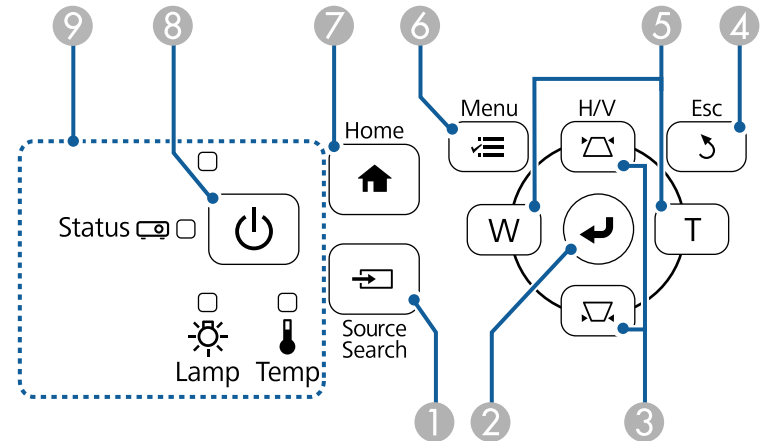 9 8 7 6 5 4
Menu H/V Esc
Home
Status
W T
Source
Search
Lamp Temp
1 2 3